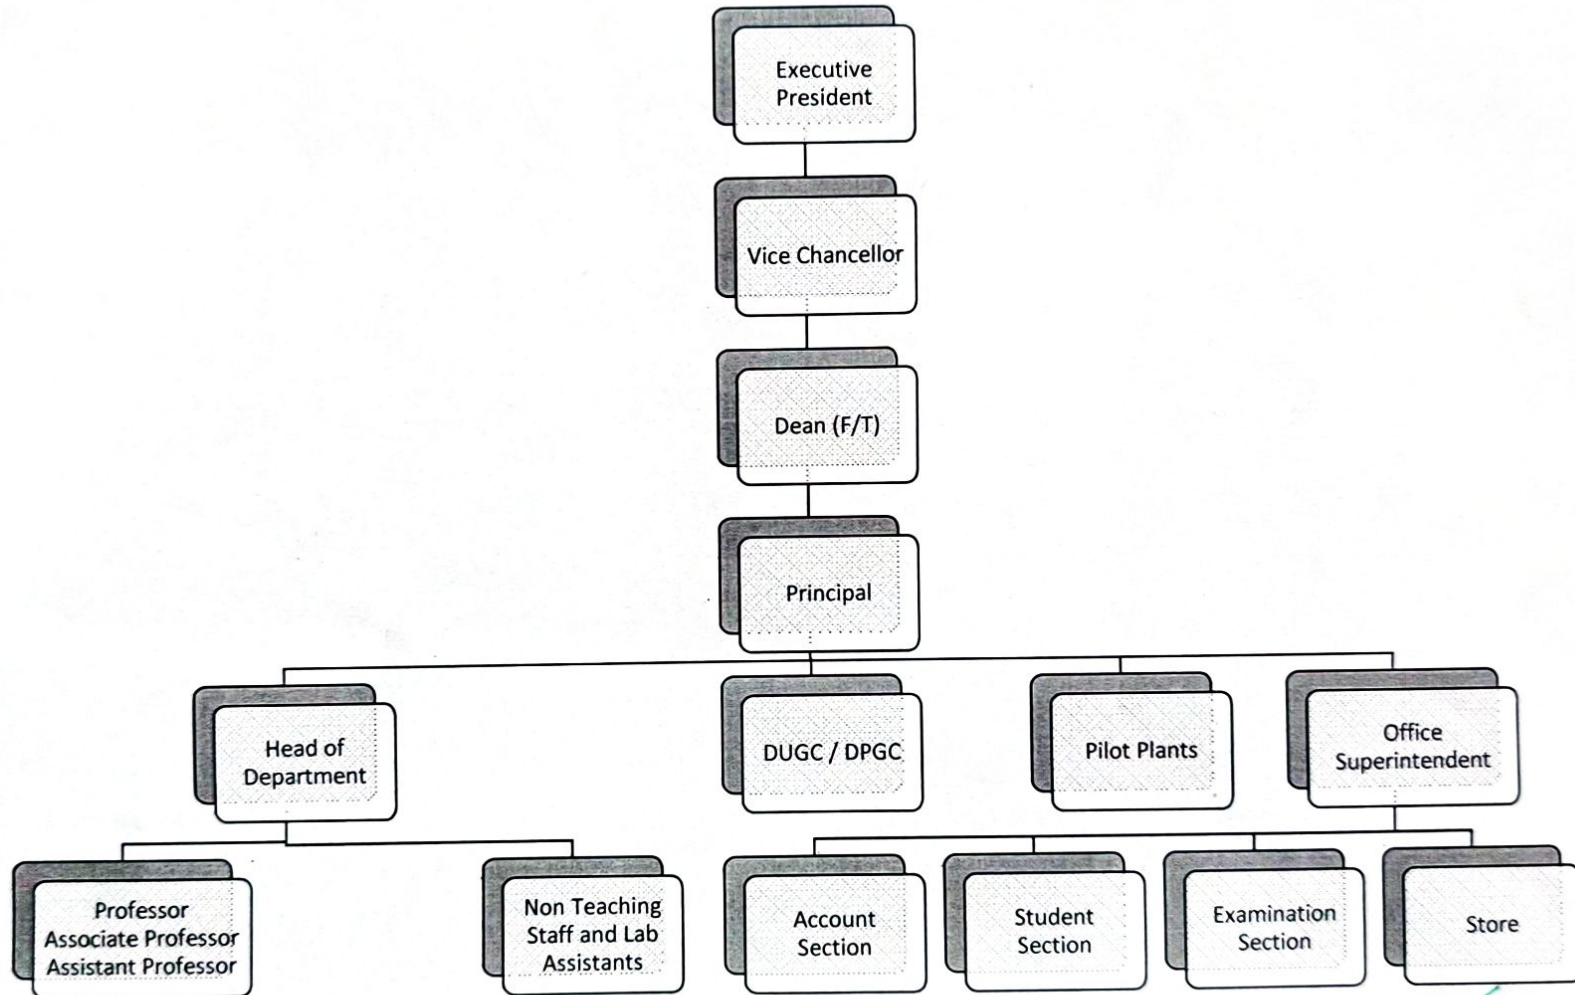 Executive
President
Vice Chancellor
Dean (F/T)
Principal
Head of
Department
DUGC / DPGC
Pilot Plants
Office
Superintendent
Professor
Associate Professor
Assistant Professor
Non Teaching
Staff and Lab
Assistants
Account
Section
Student
Section
Examination
Section
Store